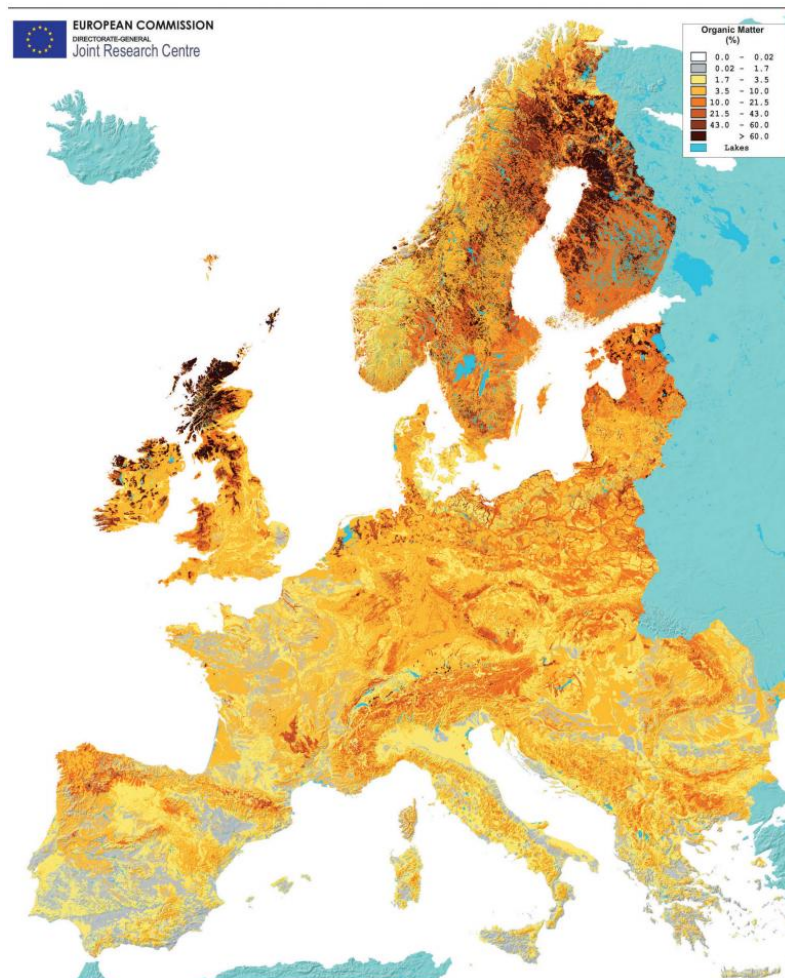 EUROPEAN COMMISSION
DIRECTORATE-GENERAL
Joint Research Centre
Organic Matter
(%)
0.0 - 0.02
0.02 - 1.7
1.7 - 3.5
3.5 - 10.0
10.0 - 21.5
21.5 - 43.0
43.0 - 60.0
> 60.0
Lakes